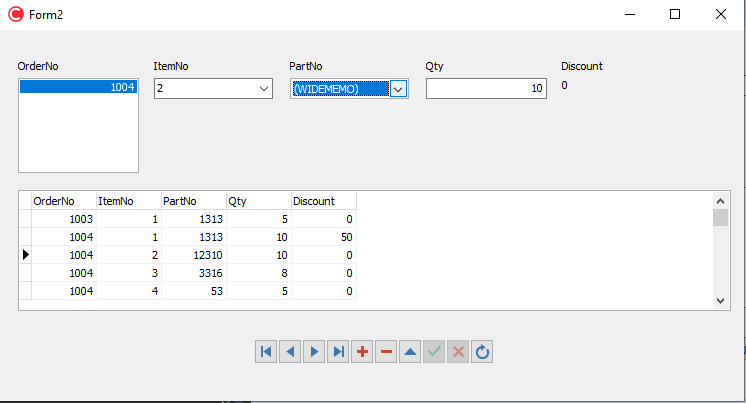 Form2
OrderNo ItemNo PartNo Qty Discount
1004 2 (WIDEMEMO) 10 0
OrderNo ItemNo PartNo Qty Discount
1003 1 1313 5 0
1004 1 1313 10 50
1004 2 12310 10 0
1004 3 3316 8 0
1004 4 53 5 0